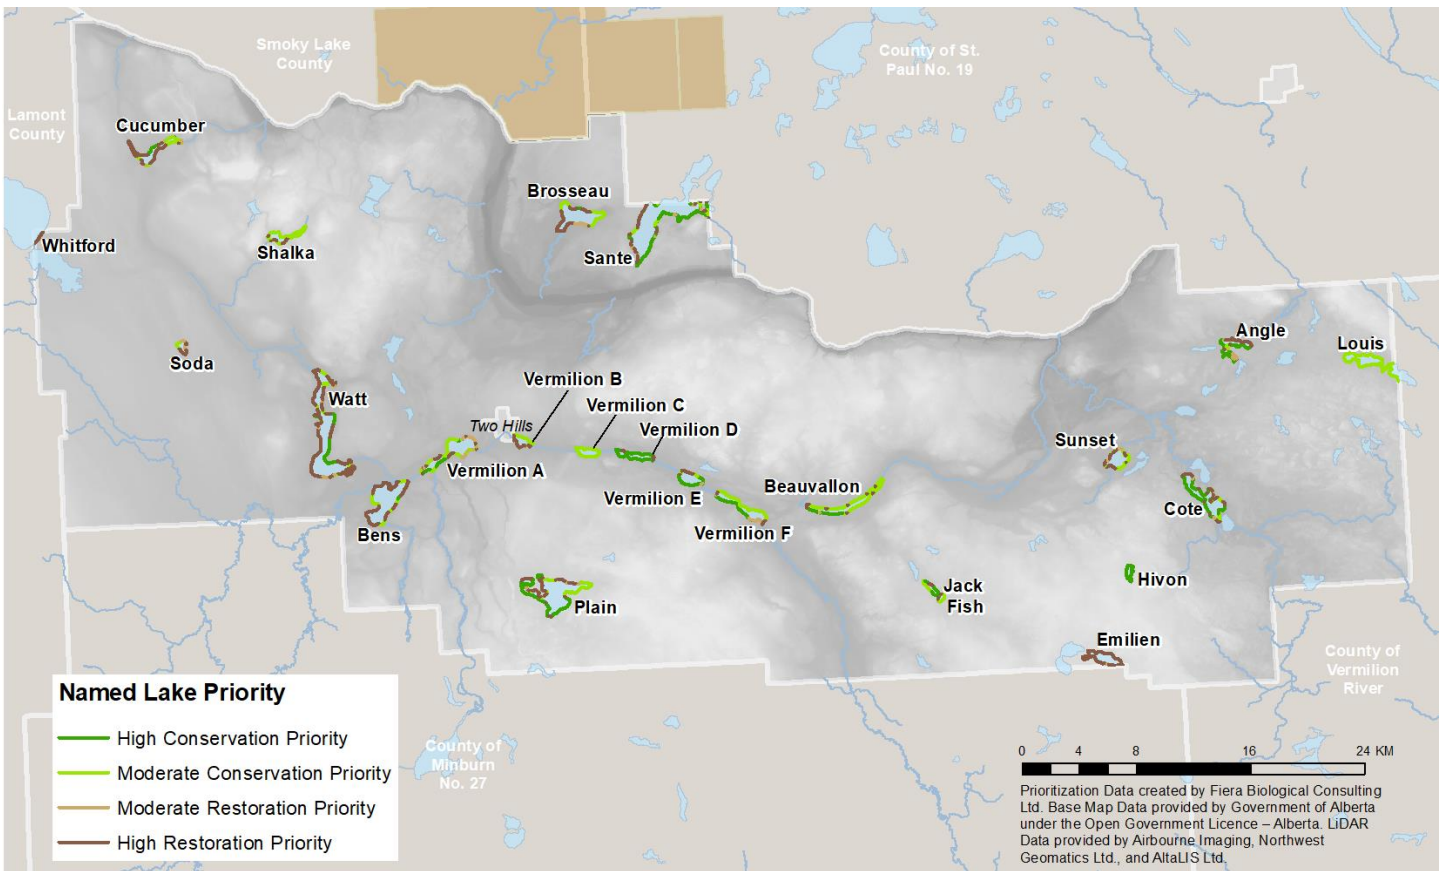 Smoky Lake
County
County of St.
Paul No. 19
Lamont
County
Cucumber
Brosseau
Whitford
Shalka
Sante
Angle
Louis
Soda
Vermilion B
Watt
Vermilion C
Two Hills
Vermilion D
Sunset
Vermilion A
Beauvallon
Vermilion E
Cote
Bens
Vermilion F
Jack
Fish
Hivon
Plain
Emilien
County of
Vermilion
River
Named Lake Priority
High Conservation Priority
Moderate Conservation Priority
Moderate Restoration Priority
High Restoration Priority
County of
Minburn
No. 27
0 4 8 16 24 KM
Prioritization Data created by Fiera Biological Consulting
Ltd. Base Map Data provided by Government of Alberta
under the Open Government Licence – Alberta. LiDAR
Data provided by Airbourne Imaging, Northwest
Geomatics Ltd., and AltaLIS Ltd.